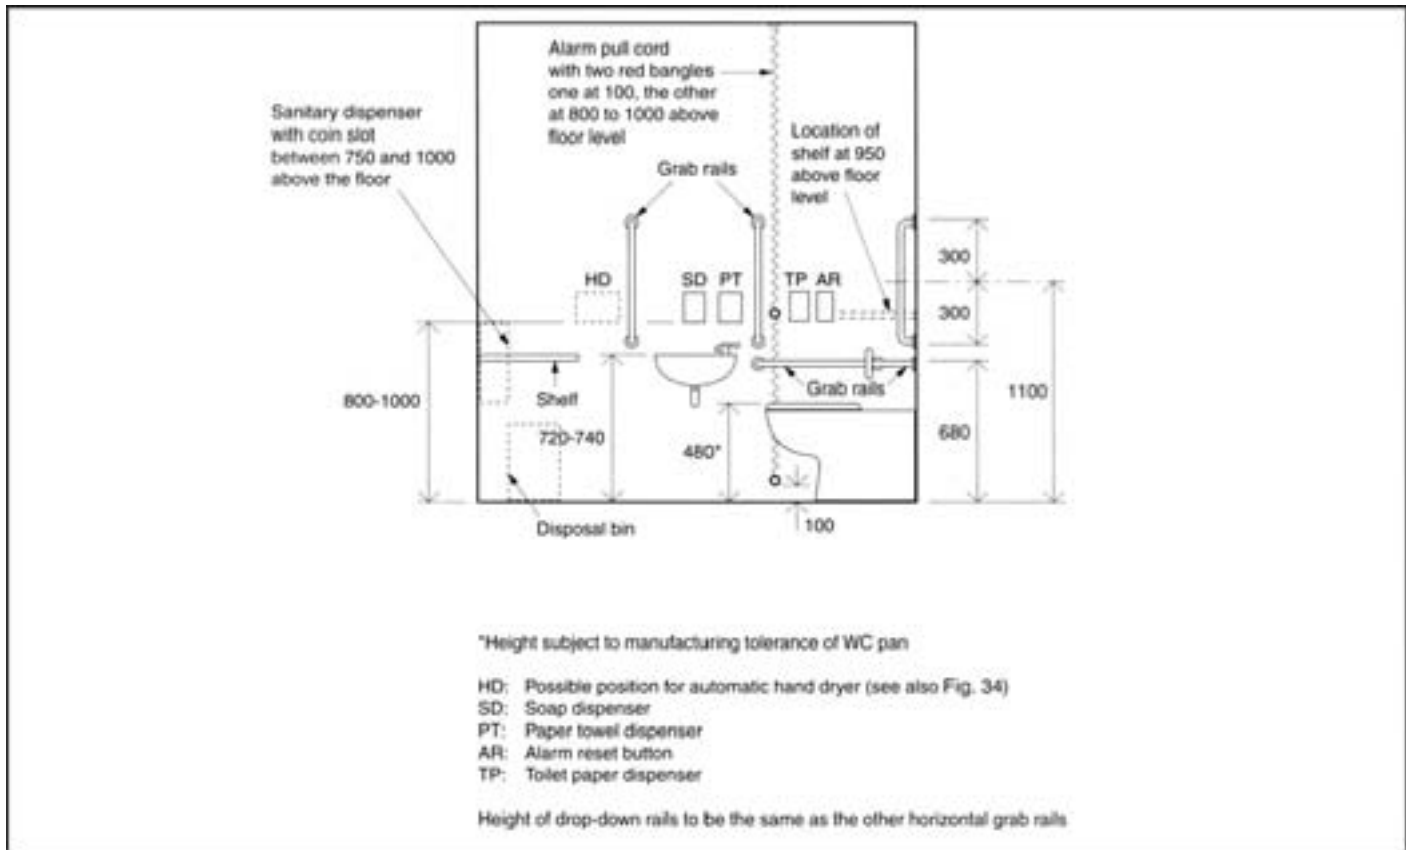 Alarm pull cord
with two red bangles
one at 100, the other
at 800 to 1000 above
floor level
Sanitary dispenser
with coin slot
between 750 and 1000
above the floor
Location of
shelf at 950
above floor
level
Grab rails
300
HD
SD
PT
TP
AR
300
Grab rails
1100
800-1000
Shelf
720-740
680
480*
Disposal bin
100
*Height subject to manufacturing tolerance of WC pan
HD: Possible position for automatic hand dryer (see also Fig. 34)
SD: Soap dispenser
PT: Paper towel dispenser
AR: Alarm reset button
TP: Toilet paper dispenser
Height of drop-down rails to be the same as the other horizontal grab rails